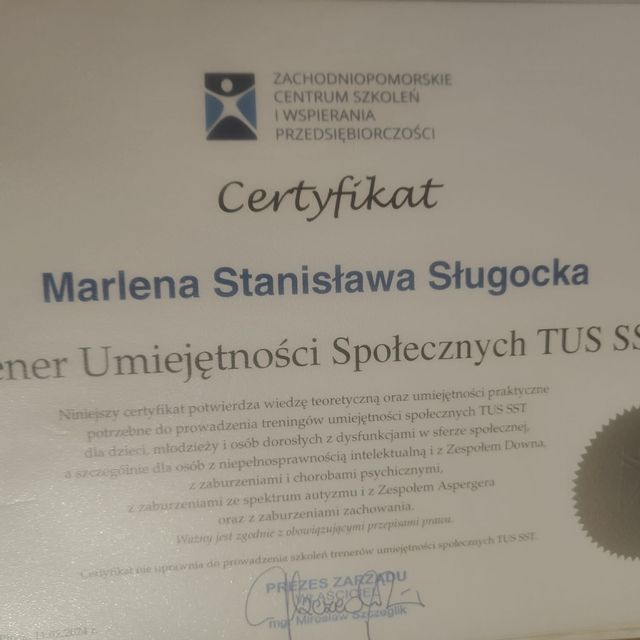 ZACHODNIOPOMORSKIE
CENTRUM SZKOLEŃ
I WSPIERANIA
PRZEDSIĘBIORCZOŚCI
Certyfikat
Marlena Stanisława Sługocka
ener Umiejętności Społecznych TUS SS
Niniejszy certyfikat potwierdza wiedzę teoretyczną oraz umiejętności praktyczne
potrzebne do prowadzenia treningów umiejętności społecznych TUS SST
dla dzieci, młodzieży i osób dorosłych z dysfunkcjami w sferze społecznej,
a szczególnie dla osób z niepełnosprawnością intelektualną i z Zespołem Downa,
z zaburzeniami i chorobami psychicznymi,
z zaburzeniami ze spektrum autyzmu i z Zespołem Aspergera
oraz z zaburzeniami zachowania.
Ważny jest zgodnie z obowiązującymi przepisami prawa.
Certyfikat nie uprawnia do prowadzenia szkoleń trenerów umiejętności społecznych TUS SST.
PREZES ZARZĄDU
WŁAŚCICIEL
mgr Mirosław Szczuglik
11.02.2024 r.